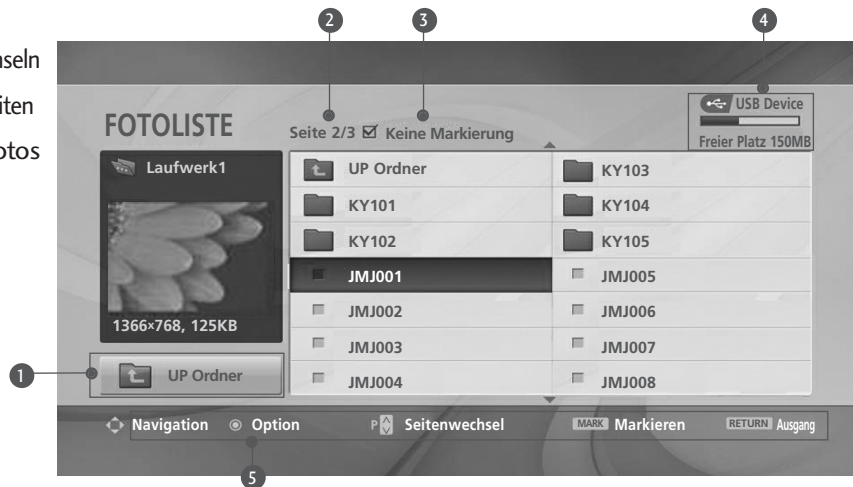 2 3 4
nseln
iten
otos
FOTOLISTE
Seite 2/3 Keine Markierung
USB Device
Freier Platz 150MB
Laufwerk1
1366×768, 125KB
1 UP Ordner
UP Ordner KY103
KY101 KY104
KY102 KY105
JMJ001 JMJ005
JMJ002 JMJ006
JMJ003 JMJ007
JMJ004 JMJ008
Navigation Option P Seitenwechsel MARK Markieren RETURN Ausgang
5